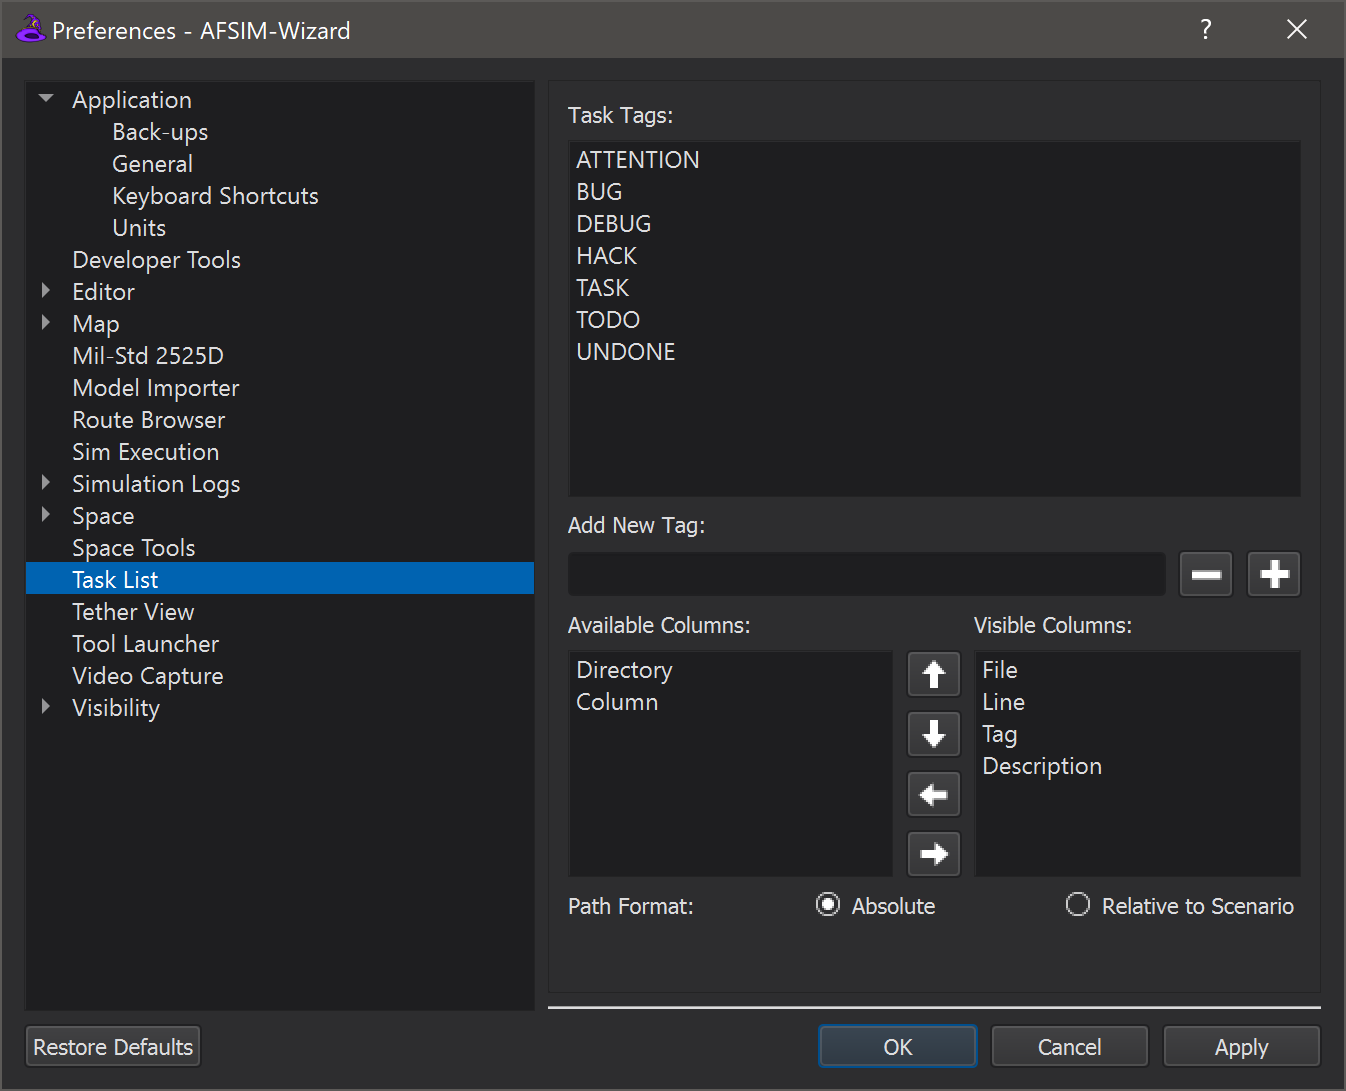 Preferences - AFSIM-Wizard
?
Application
Back-ups
General
Keyboard Shortcuts
Units
Developer Tools
Editor
Map
Mil-Std 2525D
Model Importer
Route Browser
Sim Execution
Simulation Logs
Space
Space Tools
Task List
Tether View
Tool Launcher
Video Capture
Visibility
Task Tags:
ATTENTION
BUG
DEBUG
HACK
TASK
TODO
UNDONE
Add New Tag:
Available Columns:
Directory
Column
Visible Columns:
File
Line
Tag
Description
Path Format:
Absolute
Relative to Scenario
Restore Defaults
OK
Cancel
Apply